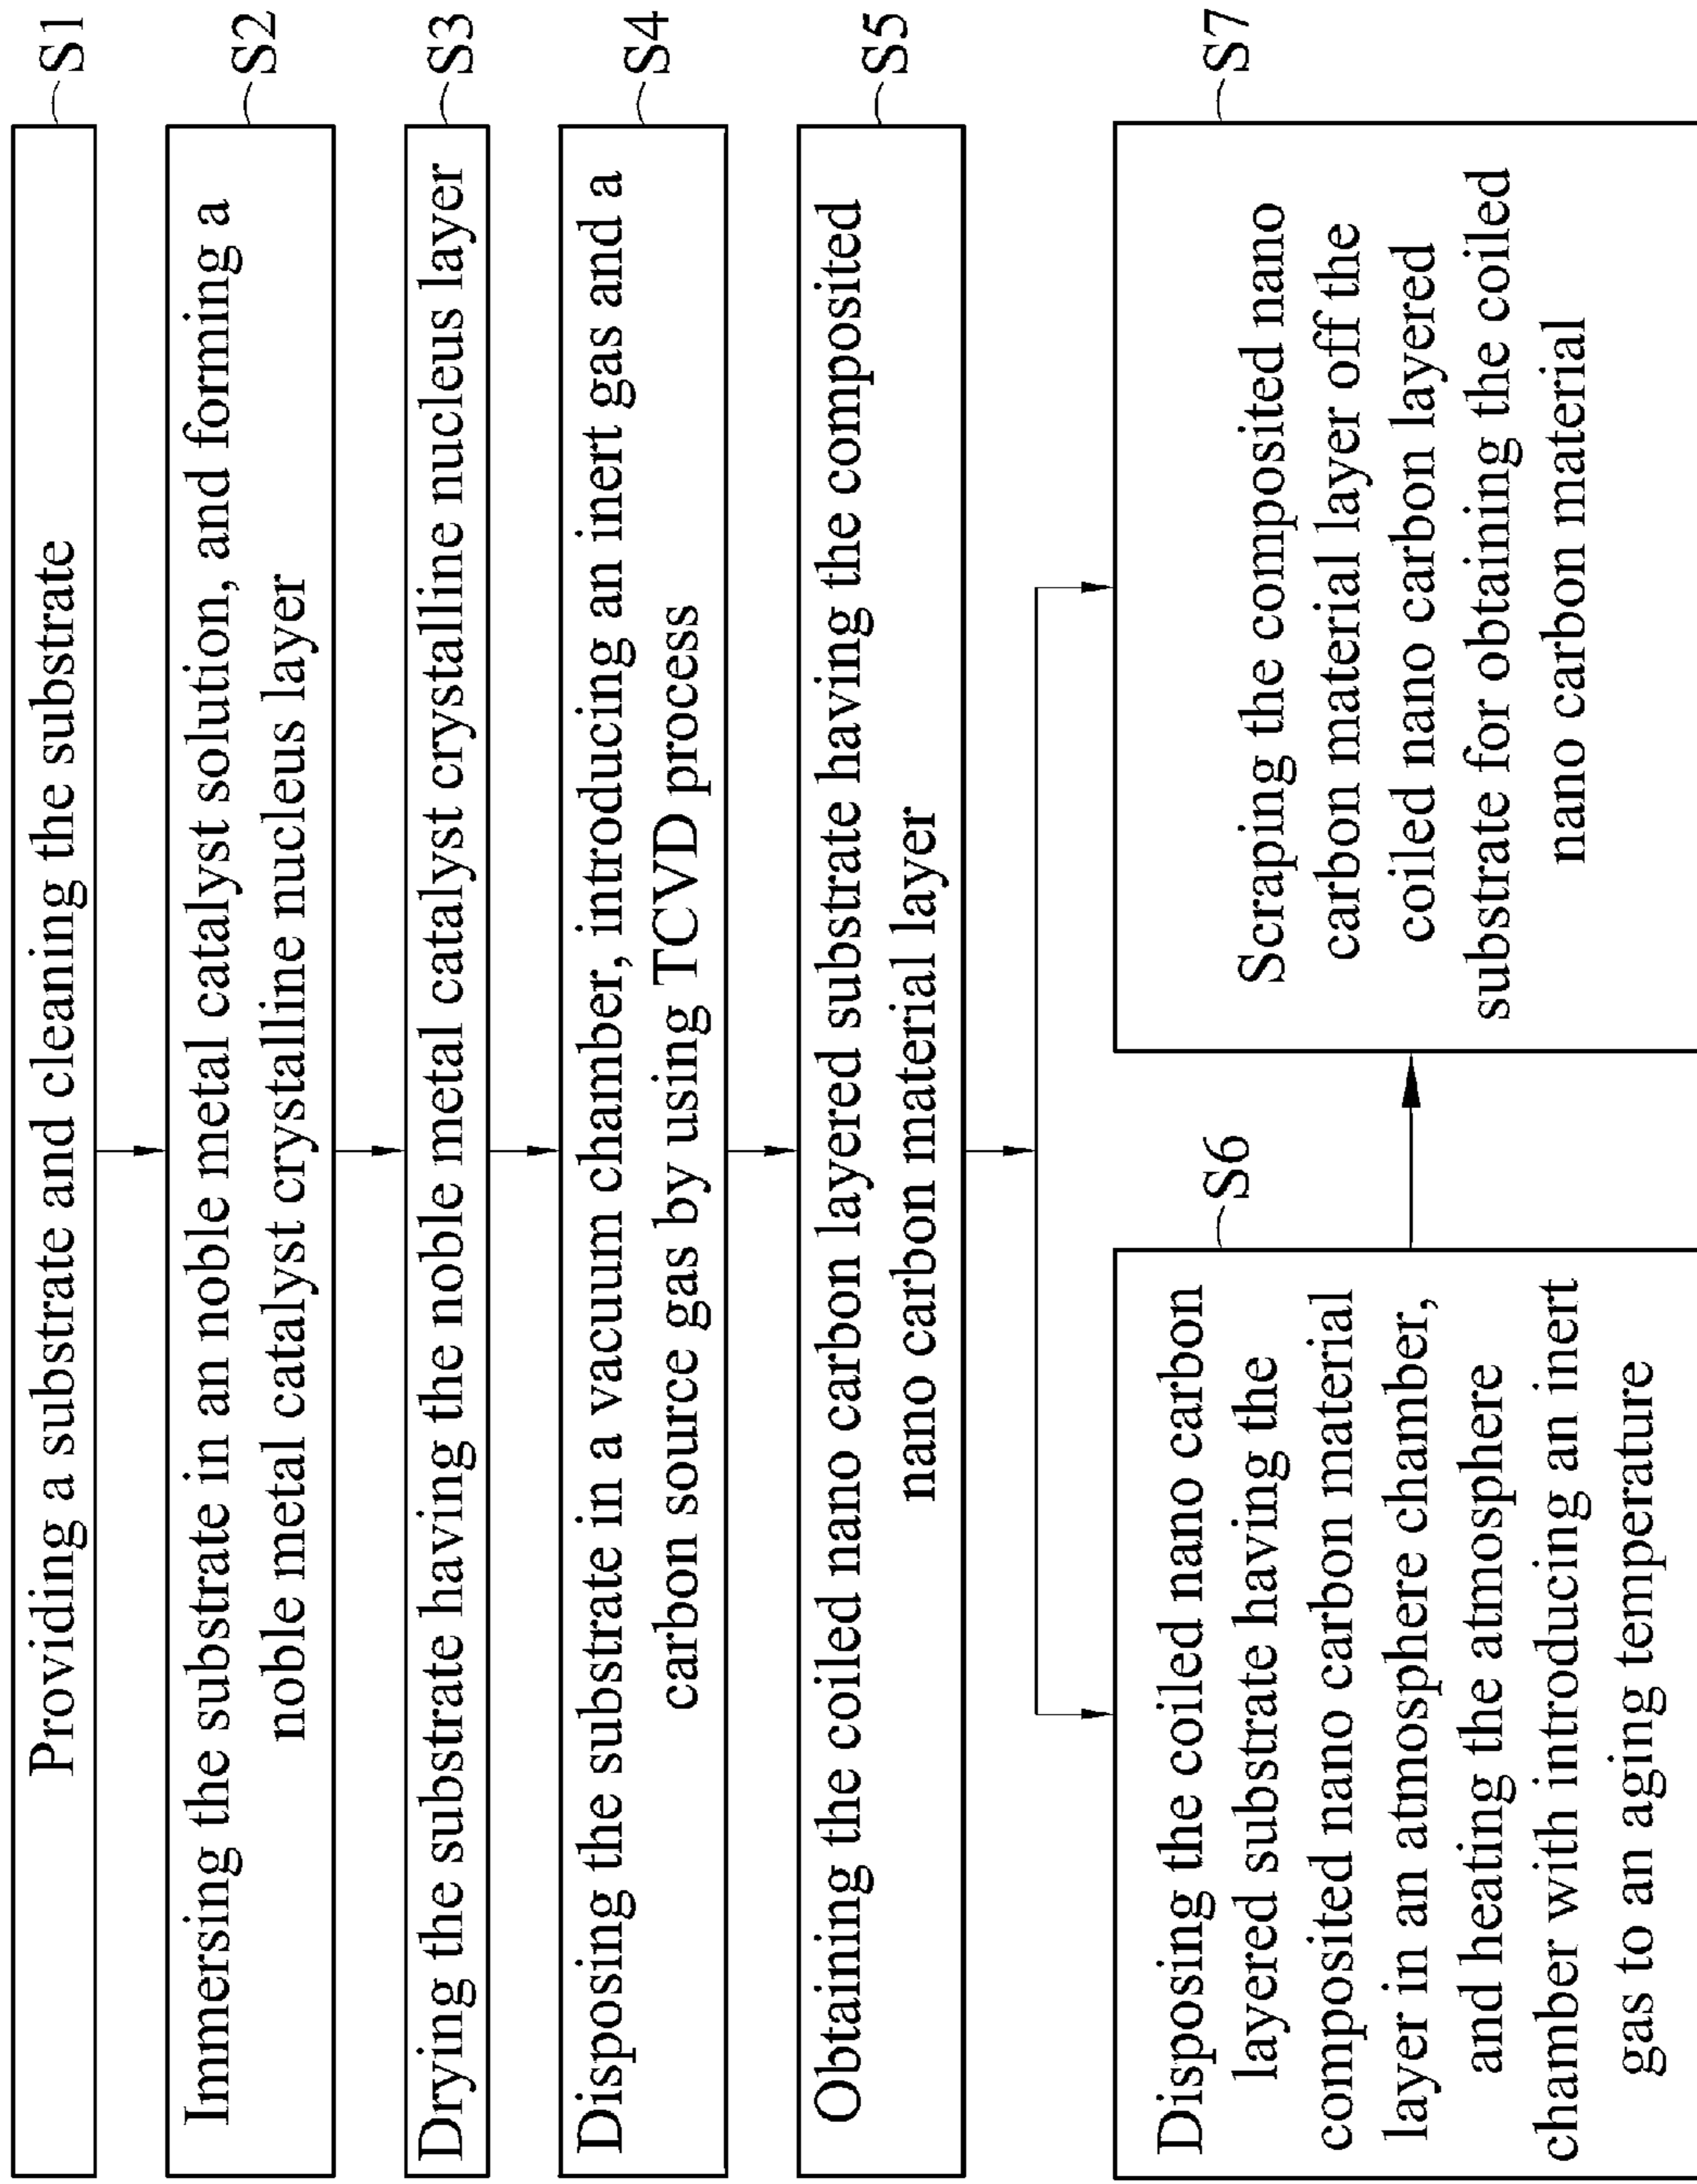 Providing a substrate and cleaning the substrate
S1
Immersing the substrate in an noble metal catalyst solution, and forming a
noble metal catalyst crystalline nucleus layer
S2
Drying the substrate having the noble metal catalyst crystalline nucleus layer
S3
Disposing the substrate in a vacuum chamber, introducing an inert gas and a
carbon source gas by using TCVD process
S4
Obtaining the coiled nano carbon layered substrate having the composited
nano carbon material layer
S5
Disposing the coiled nano carbon
layered substrate having the
composited nano carbon material
layer in an atmosphere chamber,
and heating the atmosphere
chamber with introducing an inert
gas to an aging temperature
S6
Scraping the composited nano
carbon material layer off the
coiled nano carbon layered
substrate for obtaining the coiled
nano carbon material
S7